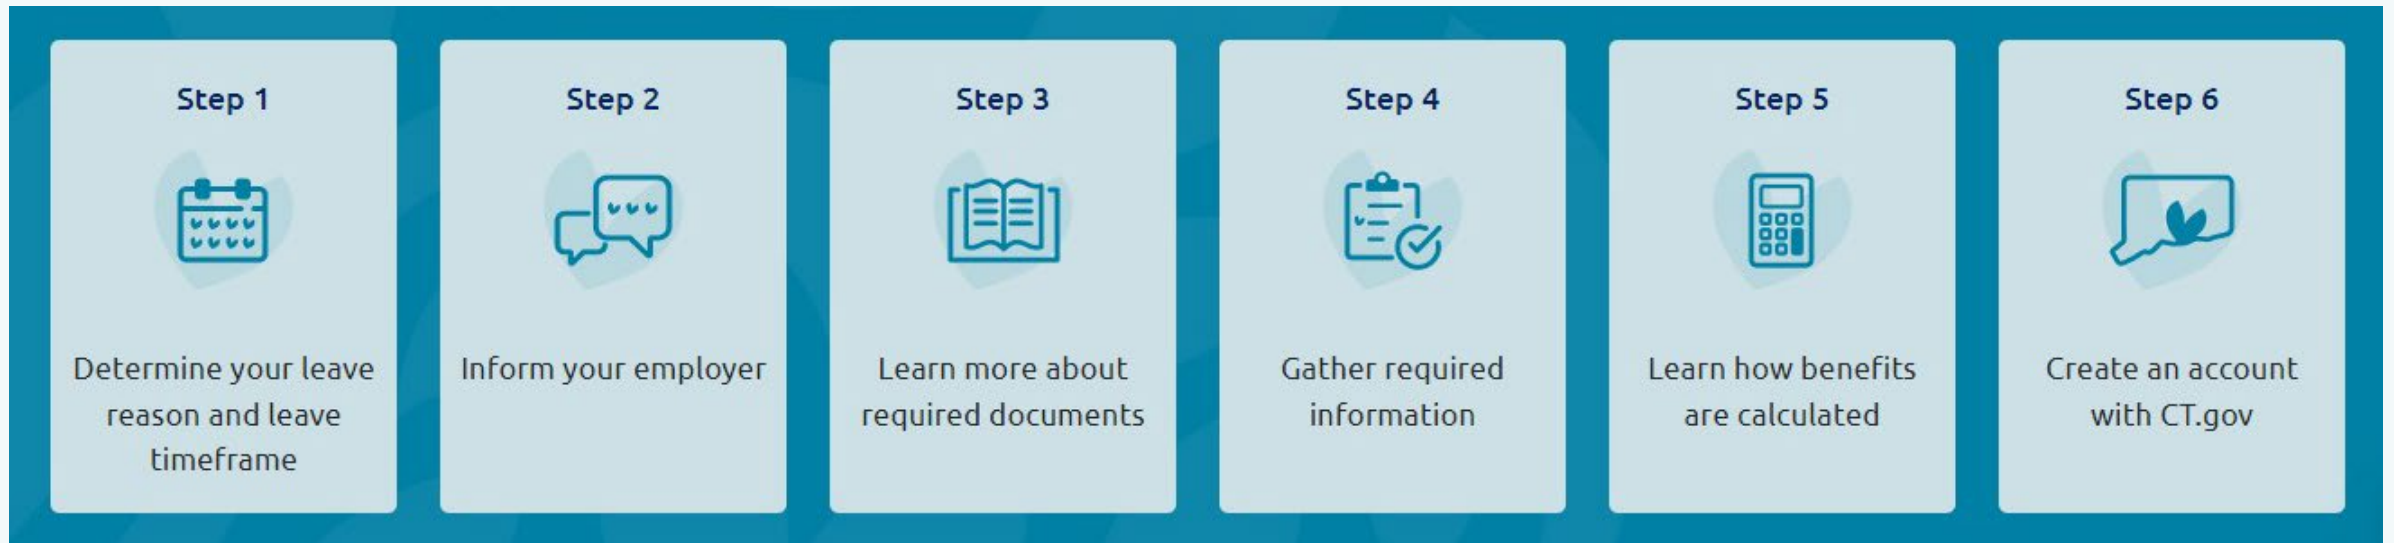 Step 1
Determine your leave
reason and leave
timeframe
Step 2
Inform your employer
Step 3
Learn more about
required documents
Step 4
Gather required
information
Step 5
Learn how benefits
are calculated
Step 6
Create an account
with CT.gov